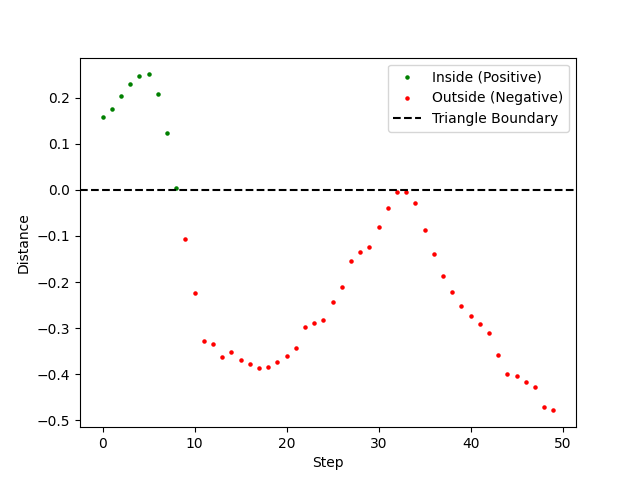 Inside (Positive)
Outside (Negative)
Triangle Boundary
0.2
0.1
0.0
−0.1
−0.2
−0.3
−0.4
−0.5
Distance
0 10 20 30 40 50
Step